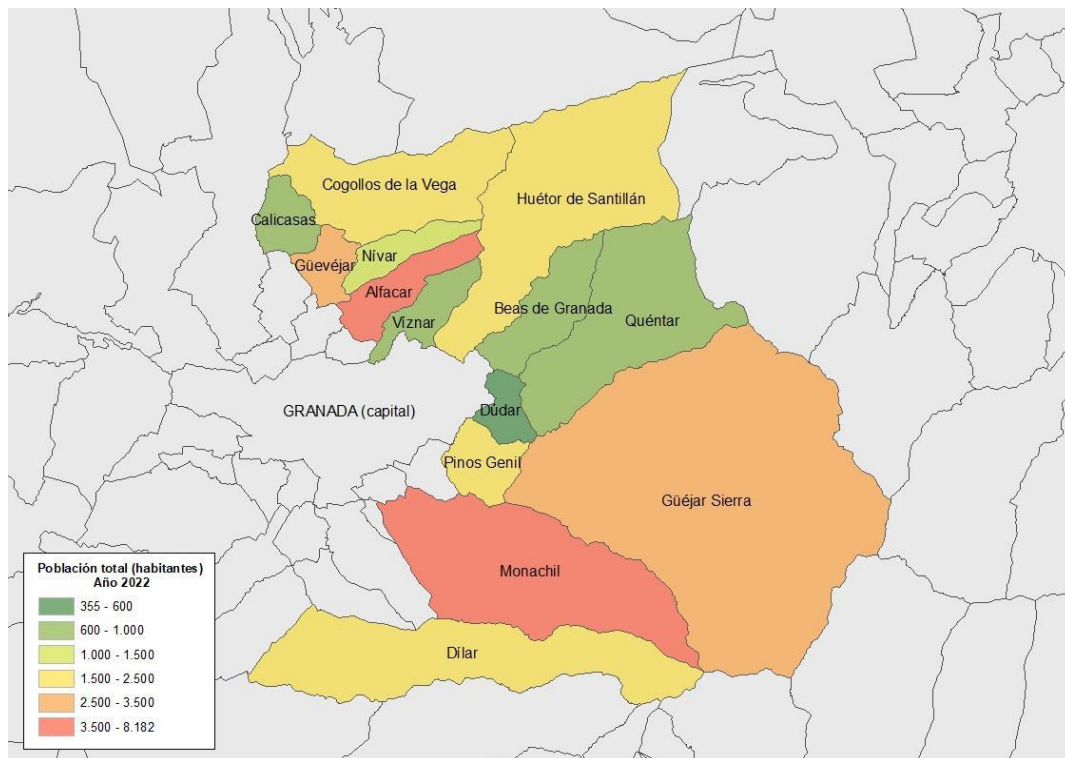 Cogollos de la Vega
Huétor de Santillán
Calicasas
Güevéjar
Nívar
Alfacar
Víznar
Beas de Granada
Quéntar
GRANADA (capital)
Dúdar
Pinos Genil
Güéjar Sierra
Monachil
Dílar
Población total (habitantes)
Año 2022
355 - 600
600 - 1.000
1.000 - 1.500
1.500 - 2.500
2.500 - 3.500
3.500 - 8.182